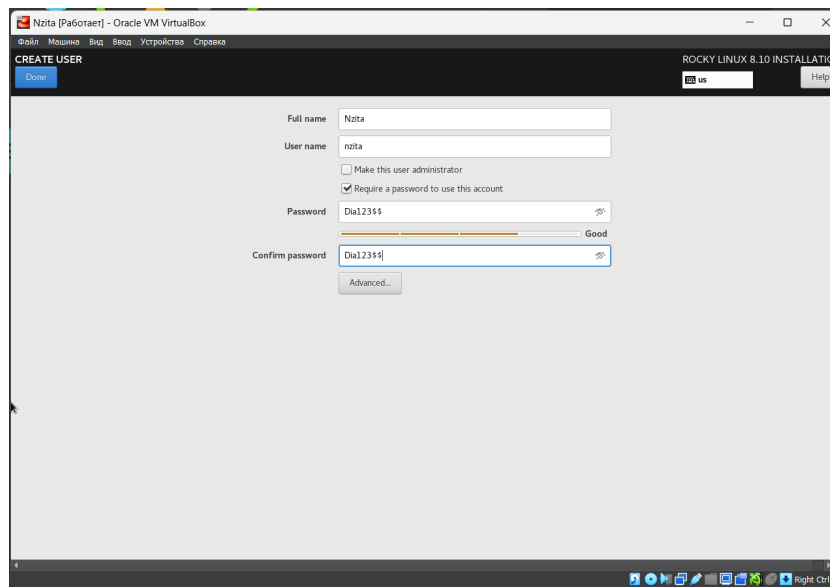 Nzita [Работает] - Oracle VM VirtualBox
Файл Машина Вид Ввод Устройства Справка
CREATE USER
ROCKY LINUX 8.10 INSTALLATIO
Done
us
Help
Full name Nzita
User name nzita
Make this user administrator
Require a password to use this account
Password Dia123$$
Good
Confirm password Dia123$$
Advanced...
Right Ctrl